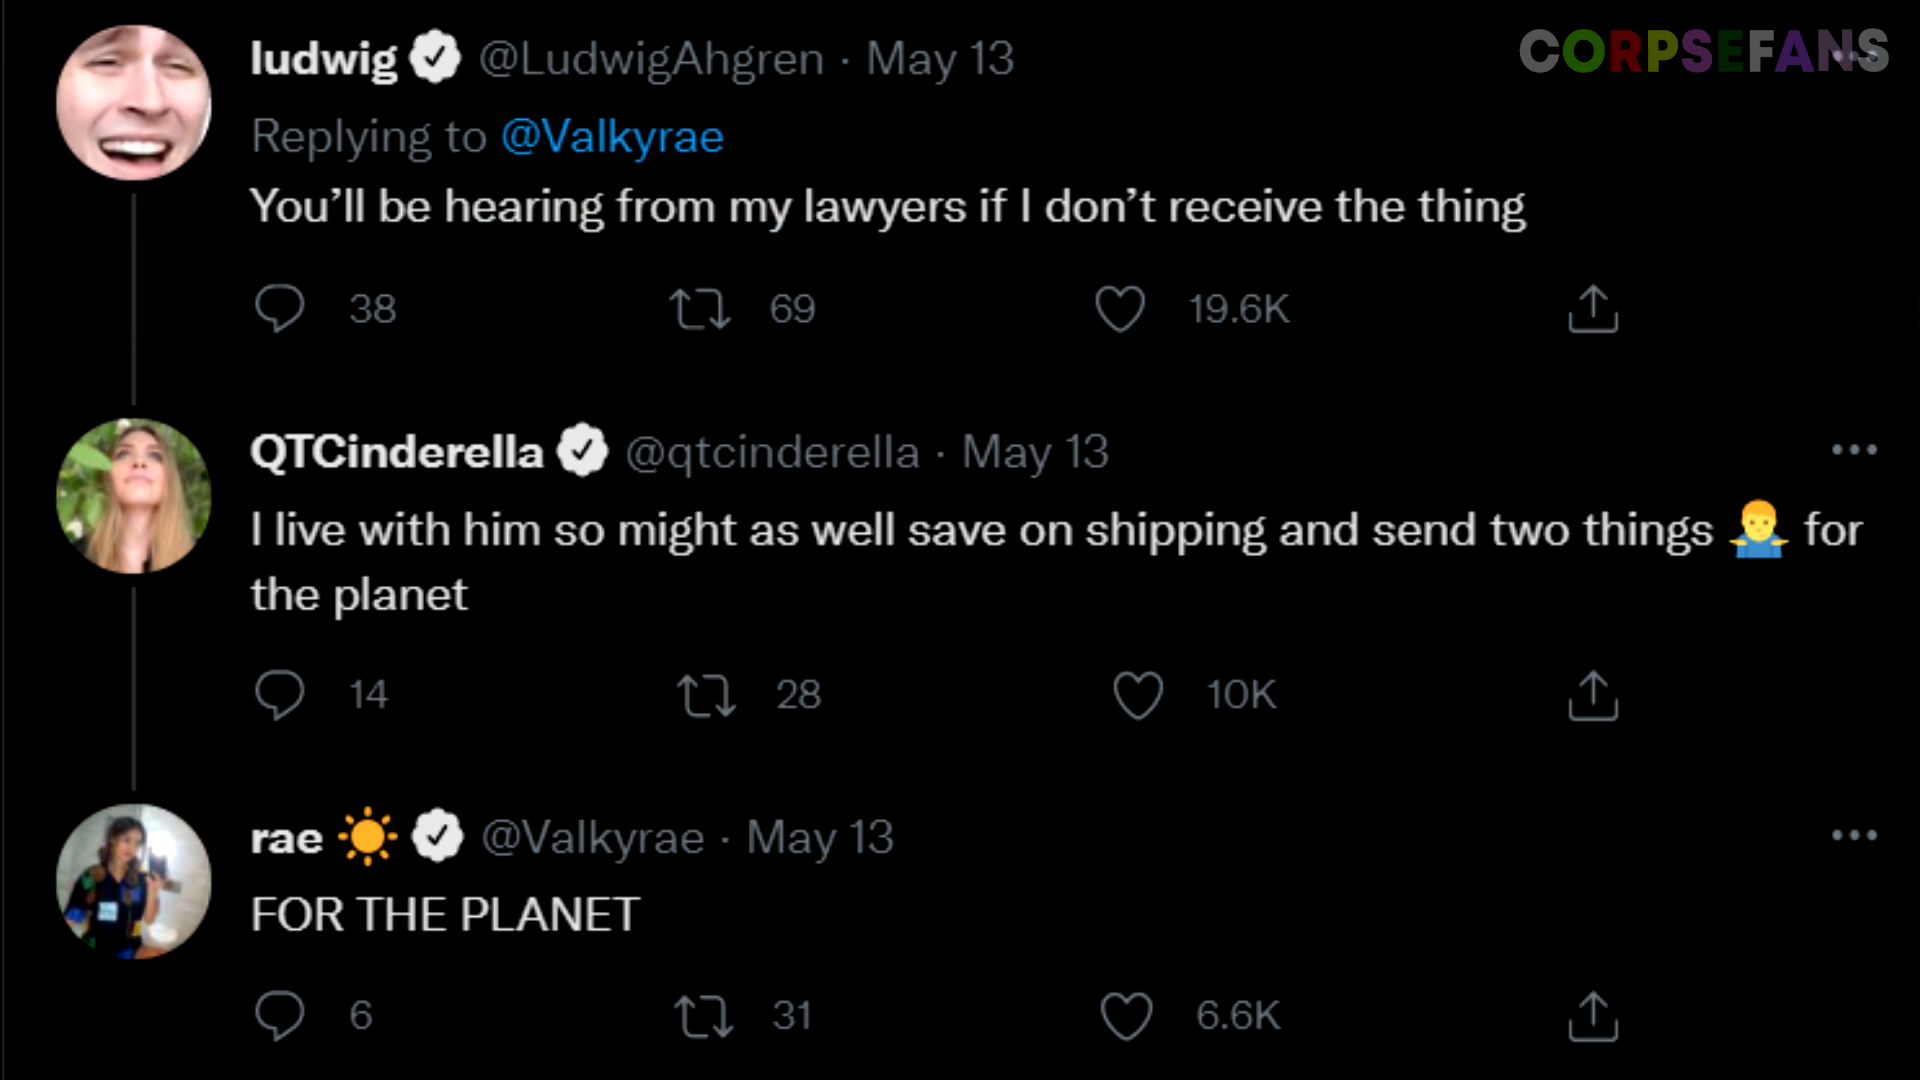 ludwig @LudwigAhgren · May 13
CORPSEFANS
Replying to @Valkyrae
You’ll be hearing from my lawyers if I don’t receive the thing
38 69 19.6K
QTCinderella @qtcinderella · May 13
I live with him so might as well save on shipping and send two things 🤷‍♂️ for
the planet
14 28 10K
rae ☀️ @Valkyrae · May 13
FOR THE PLANET
6 31 6.6K